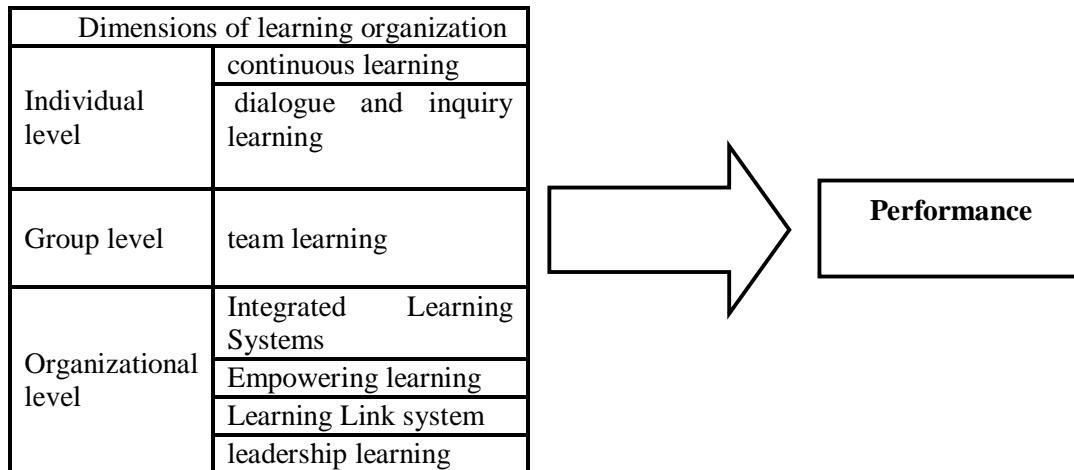 Dimensions of learning organization
Individual
level
continuous learning
dialogue and inquiry
learning
Group level
team learning
Organizational
level
Integrated Learning
Systems
Empowering learning
Learning Link system
leadership learning
Performance